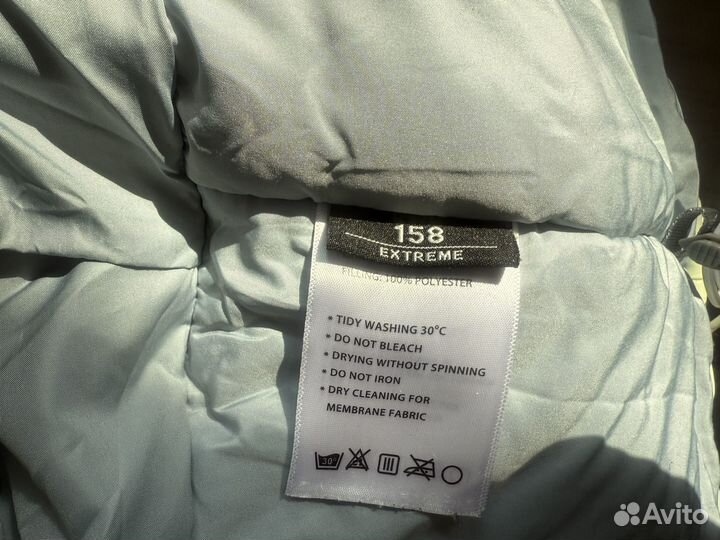 158
EXTREME
FILLING: 100% POLYESTER
* TIDY WASHING 30°C
* DO NOT BLEACH
* DRYING WITHOUT SPINNING
* DO NOT IRON
* DRY CLEANING FOR
MEMBRANE FABRIC
30°
Avito